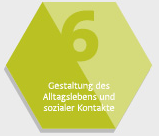 6
Gestaltung des
Alltagslebens und
sozialer Kontakte